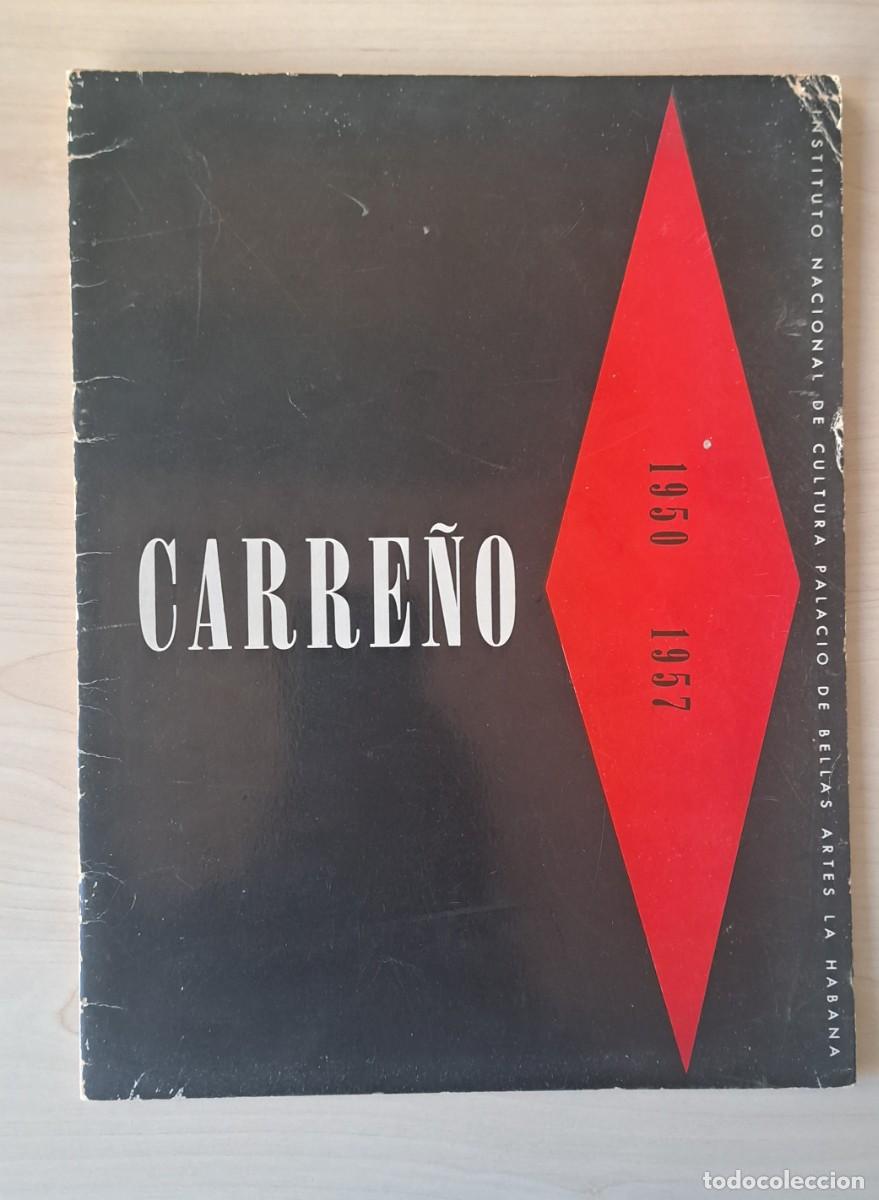 CARREÑO
1950 1957
INSTITUTO NACIONAL DE CULTURA PALACIO DE BELLAS ARTES LA HABANA
todocoleccion